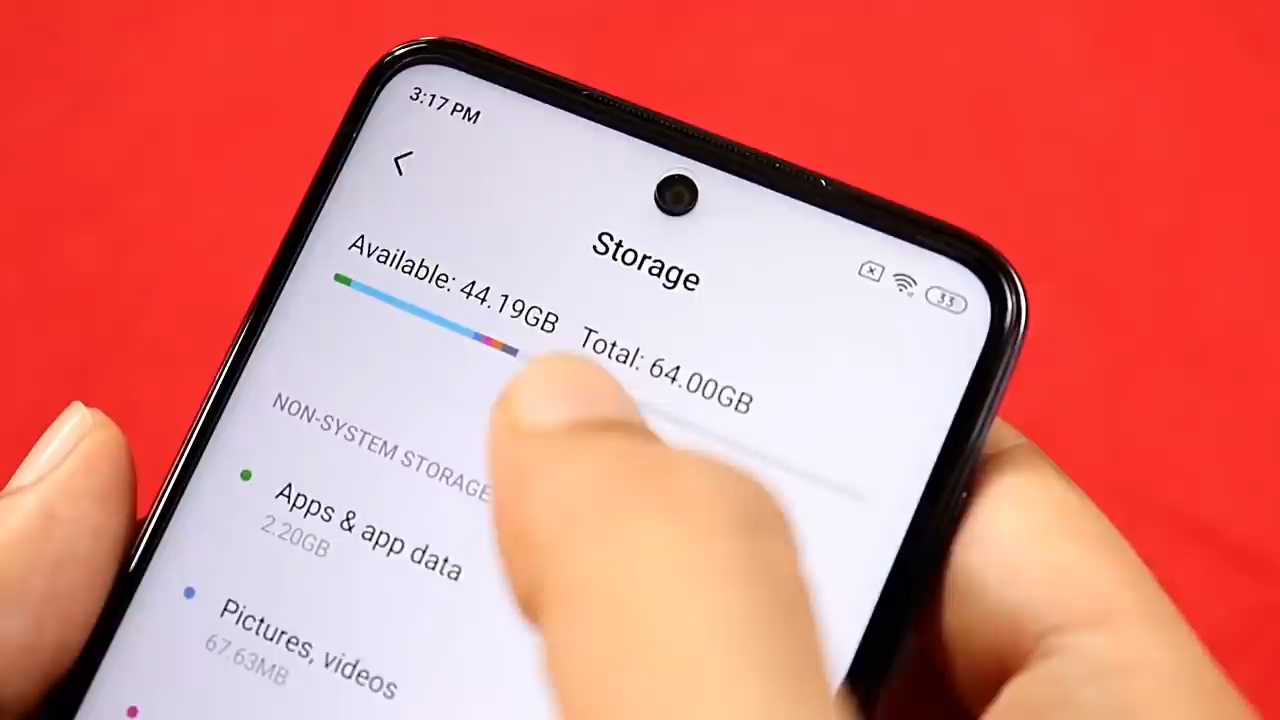 3:17 PM
33
Storage
Available: 44.19GB Total: 64.00GB
NON-SYSTEM STORAGE
Apps & app data
2.20GB
Pictures, videos
67.63MB